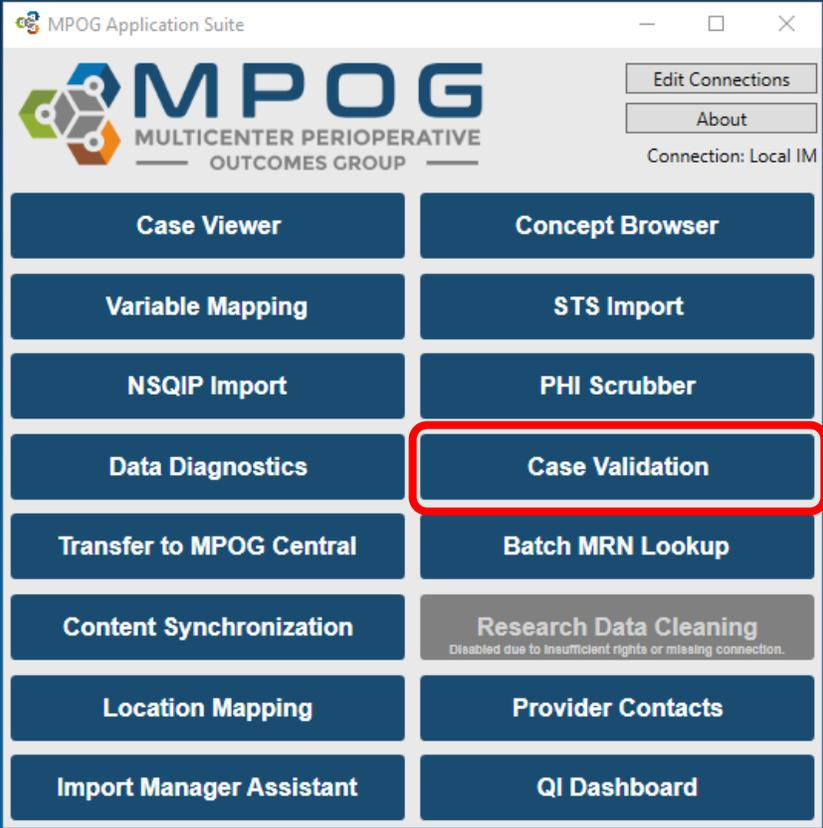 MPOG Application Suite
MPOG
MULTICENTER PERIOPERATIVE
OUTCOMES GROUP
Edit Connections
About
Connection: Local IM
Case Viewer
Concept Browser
Variable Mapping
STS Import
NSQIP Import
PHI Scrubber
Data Diagnostics
Case Validation
Transfer to MPOG Central
Batch MRN Lookup
Content Synchronization
Research Data Cleaning
Disabled due to insufficient rights or missing connection.
Location Mapping
Provider Contacts
Import Manager Assistant
QI Dashboard